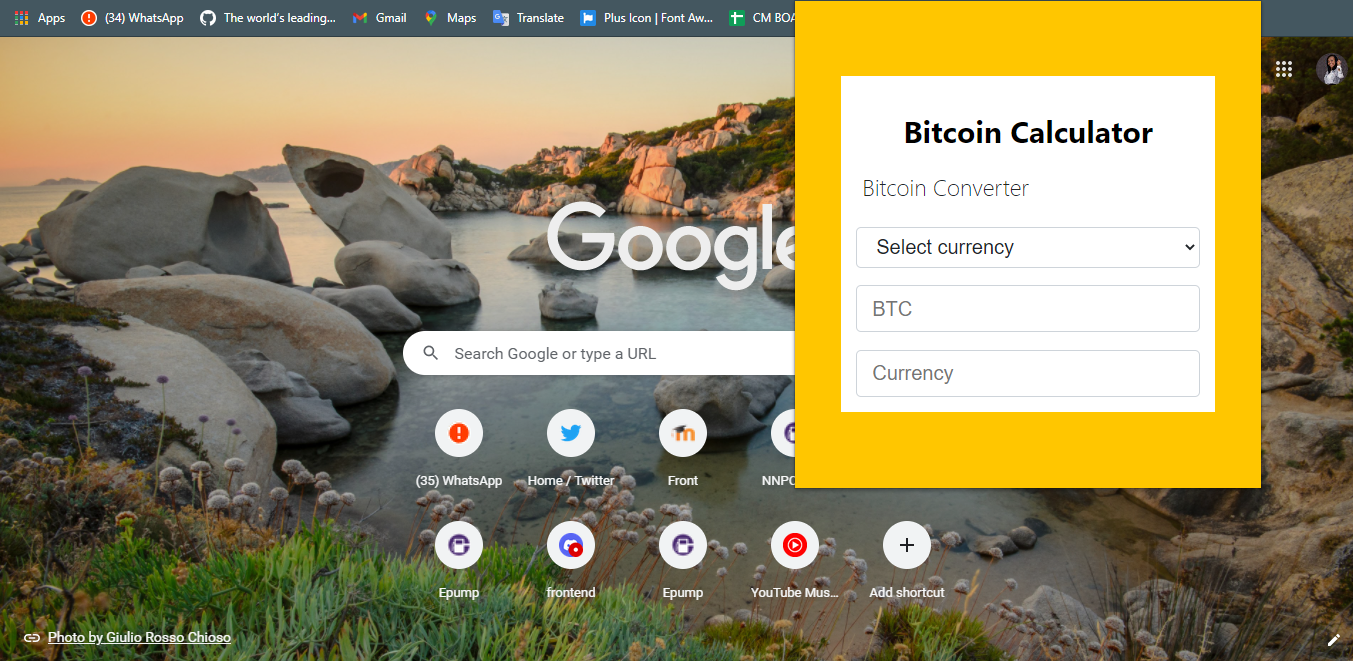 Apps (34) WhatsApp The world's leading... Gmail Maps Translate Plus Icon | Font Aw... CM BOA
Bitcoin Calculator
Bitcoin Converter
Google
Select currency
BTC
Search Google or type a URL
Currency
(35) WhatsApp Home / Twitter Front NNPC
Epump frontend Epump YouTube Mus... Add shortcut
Photo by Giulio Rosso Chioso